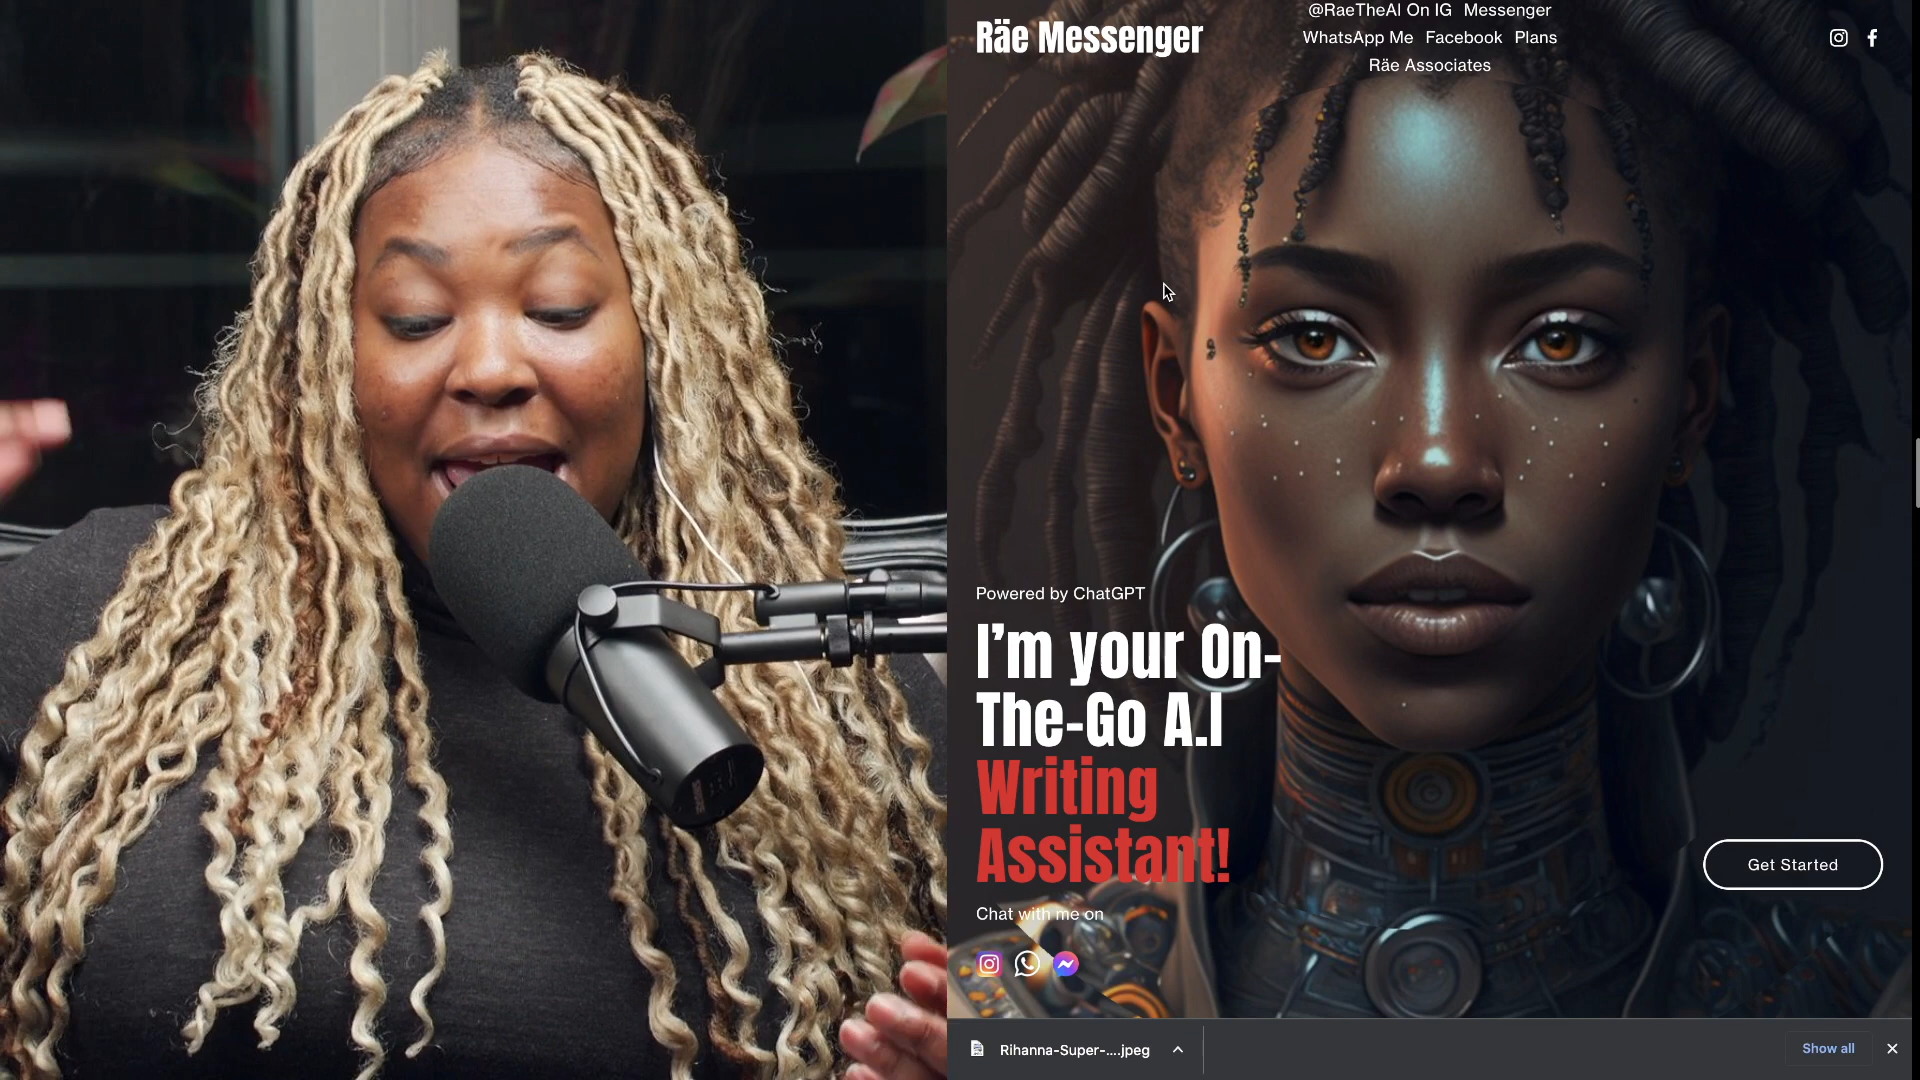 Räe Messenger
@RaeTheAI On IG Messenger
WhatsApp Me Facebook Plans
Räe Associates
Powered by ChatGPT
I’m your On-
The-Go A.I
Writing
Assistant!
Get Started
Chat with me on
Rihanna-Super-....jpeg
Show all